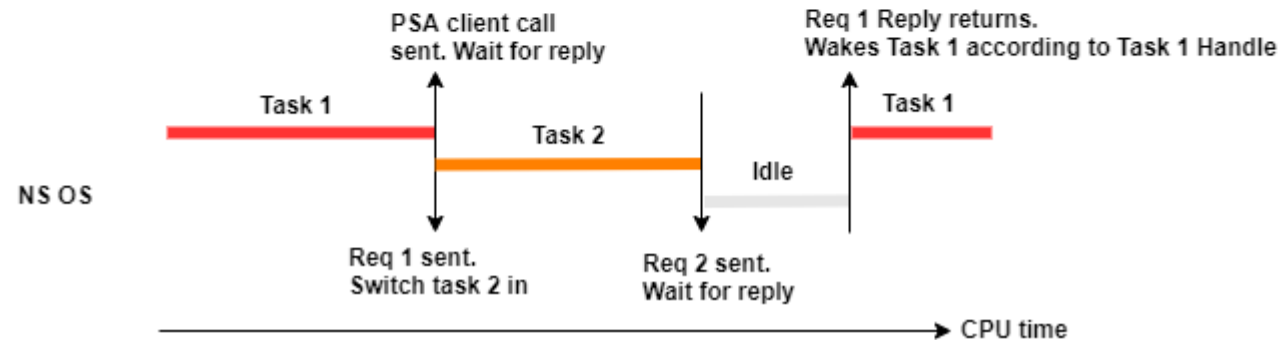 PSA client call
sent. Wait for reply
Req 1 Reply returns.
Wakes Task 1 according to Task 1 Handle
Task 1
Task 1
Task 2
Idle
NS OS
Req 1 sent.
Switch task 2 in
Req 2 sent.
Wait for reply
CPU time